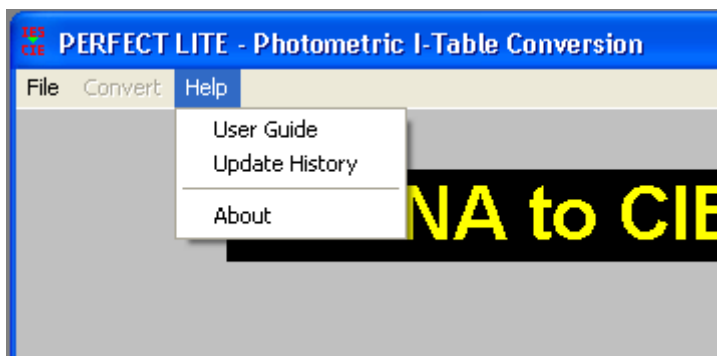 IES
CIE
PERFECT LITE - Photometric I-Table Conversion
File Convert Help
User Guide
Update History
About
NA to CIE